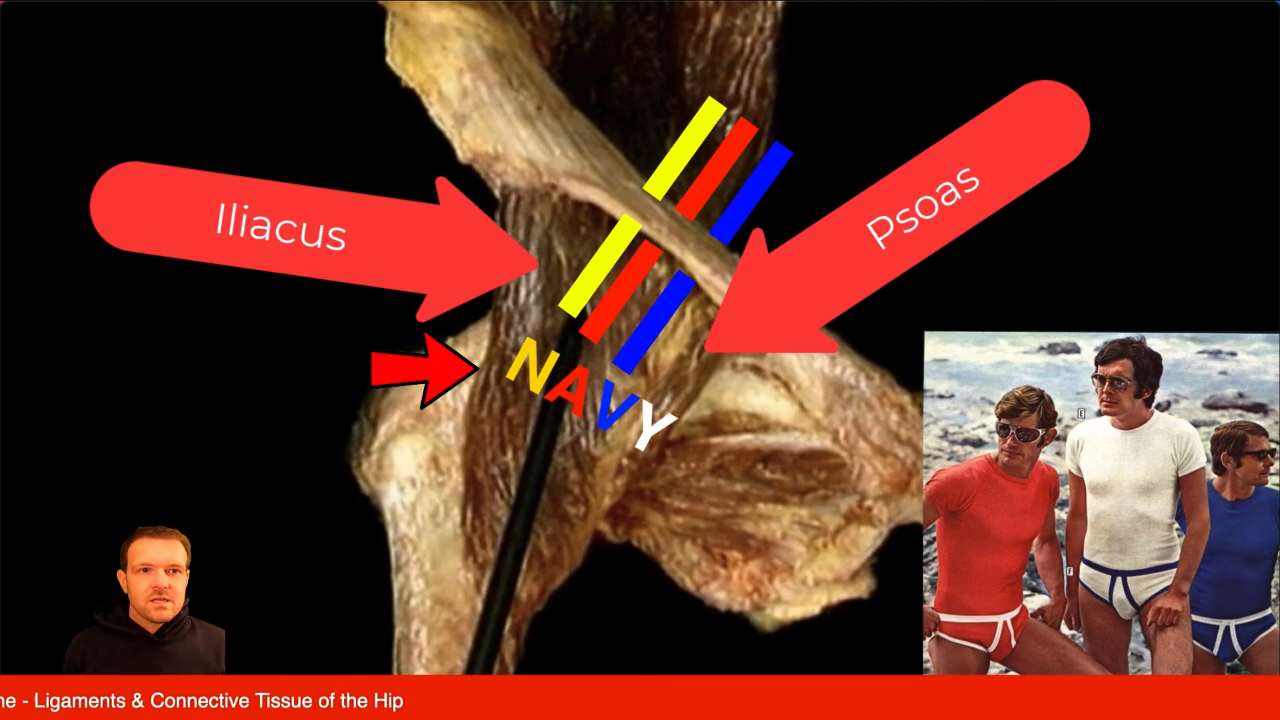 Iliacus
Psoas
NAVY
E
F
ne - Ligaments & Connective Tissue of the Hip